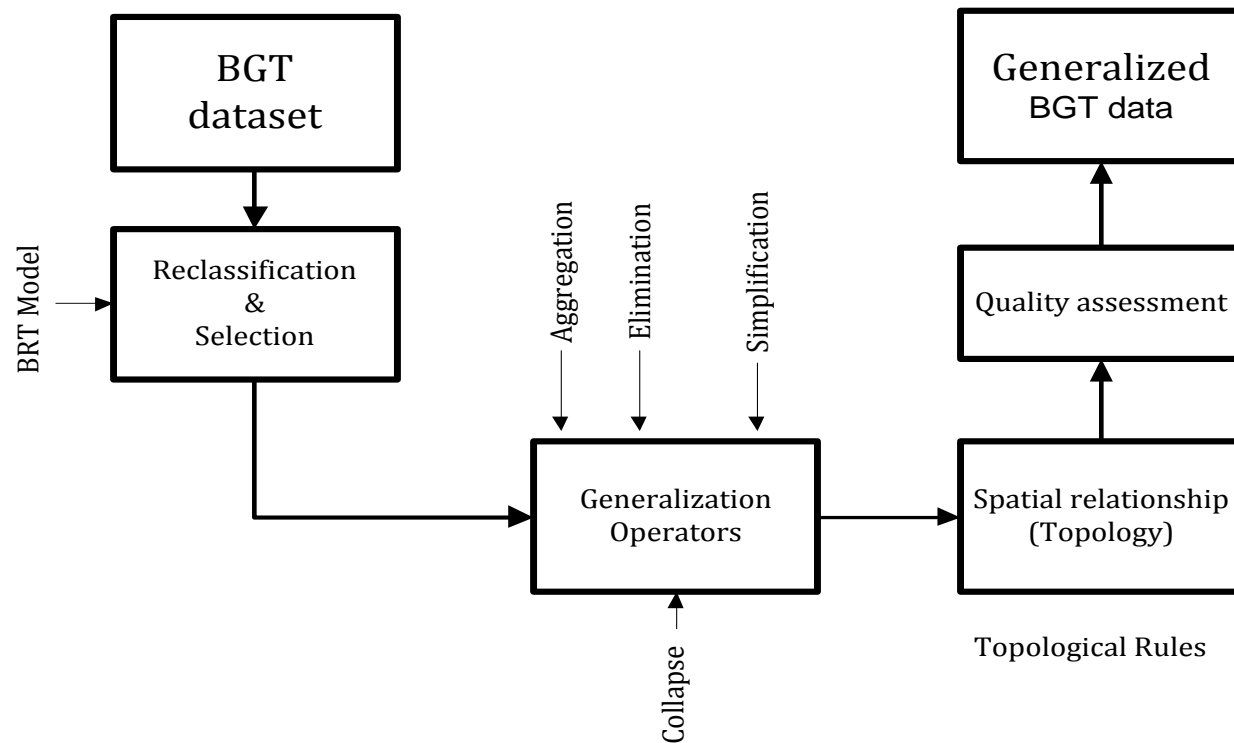 BGT
dataset
Generalized
BGT data
BRT Model
Reclassification
&
Selection
Aggregation
Elimination
Simplification
Quality assessment
Generalization
Operators
Spatial relationship
(Topology)
Collapse
Topological Rules